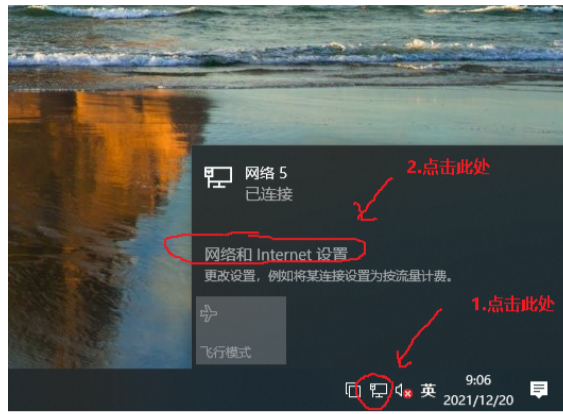 网络 5
已连接
2.点击此处
网络和 Internet 设置
更改设置，例如将某连接设置为按流量计费。
1.点击此处
飞行模式
英
9:06
2021/12/20